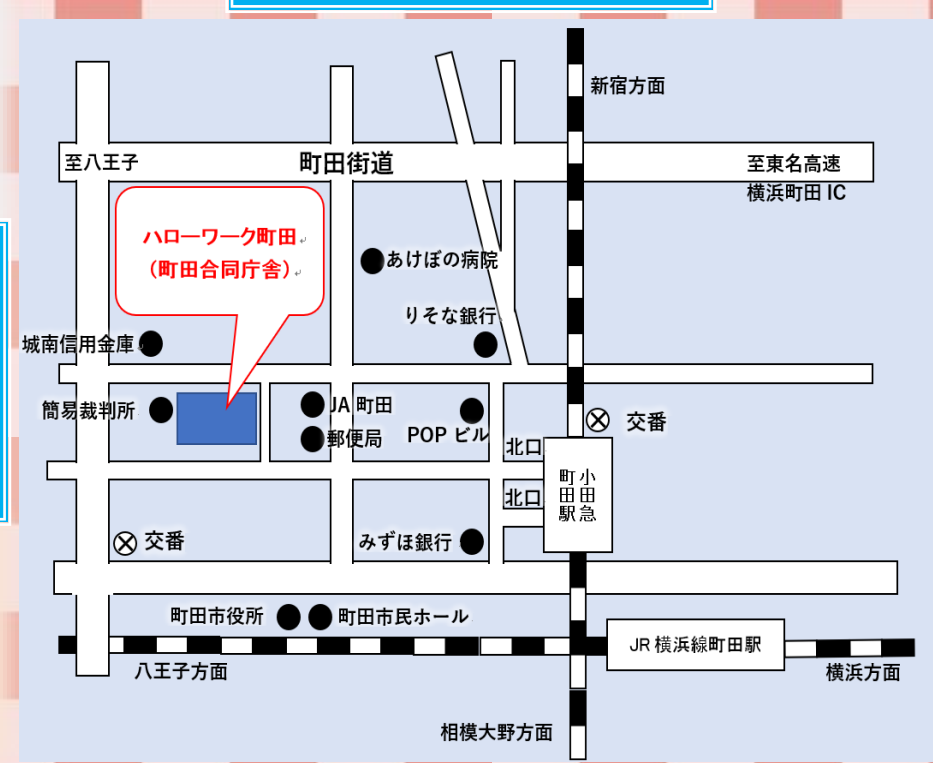 新宿方面
至八王子
町田街道
至東名高速
横浜町田 IC
ハローワーク町田
（町田合同庁舎）
あけぼの病院
りそな銀行
城南信用金庫
簡易裁判所
JA 町田
郵便局
POP ビル
交番
北口
小田急
町田駅
北口
交番
みずほ銀行
町田市役所
町田市民ホール
JR 横浜線町田駅
八王子方面
横浜方面
相模大野方面